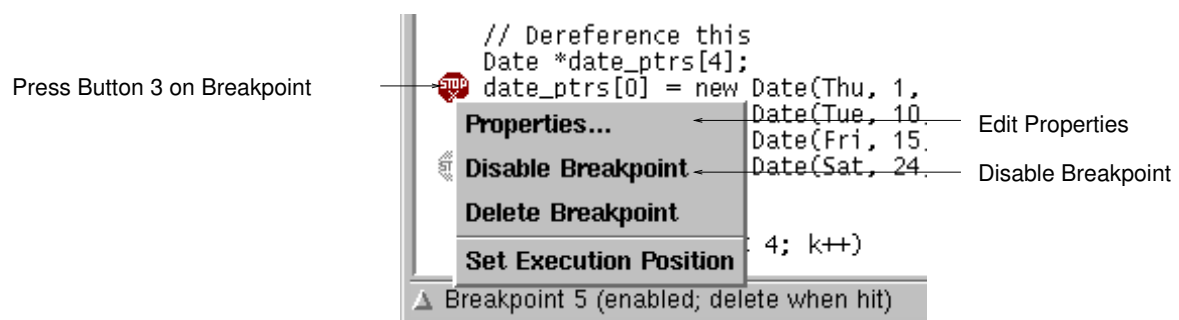 // Dereference this
Date *date_ptrs[4];
Press Button 3 on Breakpoint
STOP
date_ptrs[0] = new Date(Thu, 1,
Date(Tue, 10,
Properties...
Edit Properties
Date(Fri, 15,
ST
Disable Breakpoint
Date(Sat, 24,
Disable Breakpoint
Delete Breakpoint
4; k++)
Set Execution Position
Breakpoint 5 (enabled; delete when hit)